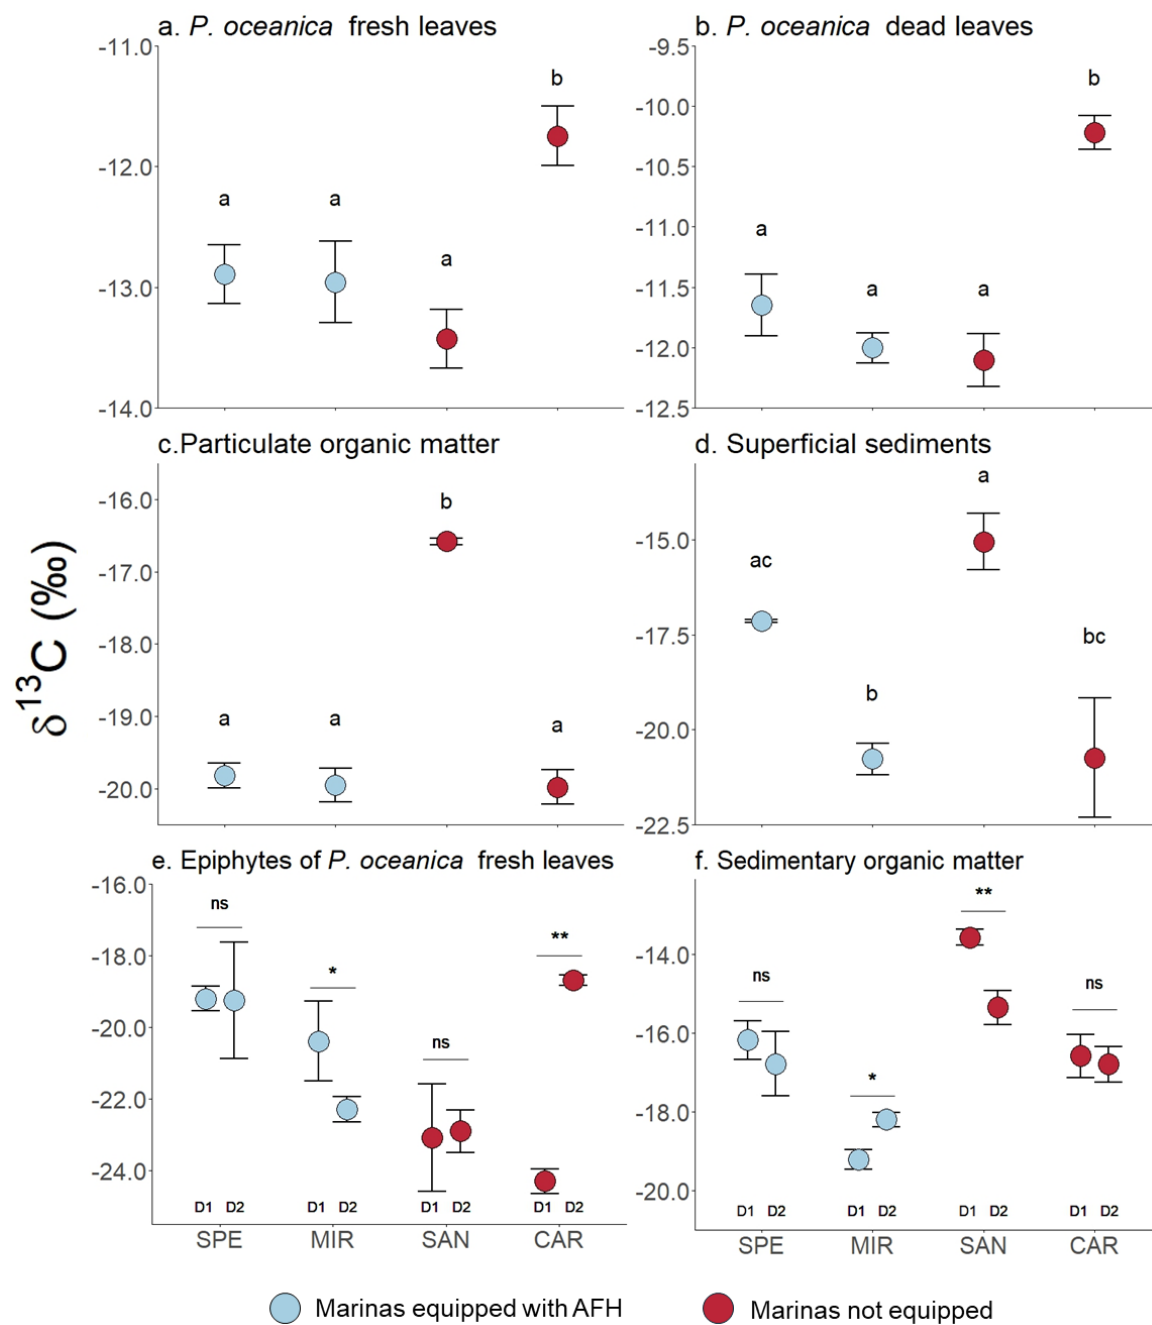 a. P. oceanica fresh leaves
-11.0
-12.0
-13.0
-14.0
a
a
a
b
b. P. oceanica dead leaves
-9.5
-10.0
-10.5
-11.0
-11.5
-12.0
-12.5
a
a
a
b
c.Particulate organic matter
-16.0
-17.0
-18.0
-19.0
-20.0
a
a
b
a
d. Superficial sediments
-15.0
-17.5
-20.0
-22.5
ac
b
a
bc
δ13C (‰)
e. Epiphytes of P. oceanica fresh leaves
-16.0
-18.0
-20.0
-22.0
-24.0
ns
*
ns
**
D1 D2 D1 D2 D1 D2 D1 D2
SPE MIR SAN CAR
f. Sedimentary organic matter
-14.0
-16.0
-18.0
-20.0
ns
*
**
ns
D1 D2 D1 D2 D1 D2 D1 D2
SPE MIR SAN CAR
Marinas equipped with AFH
Marinas not equipped